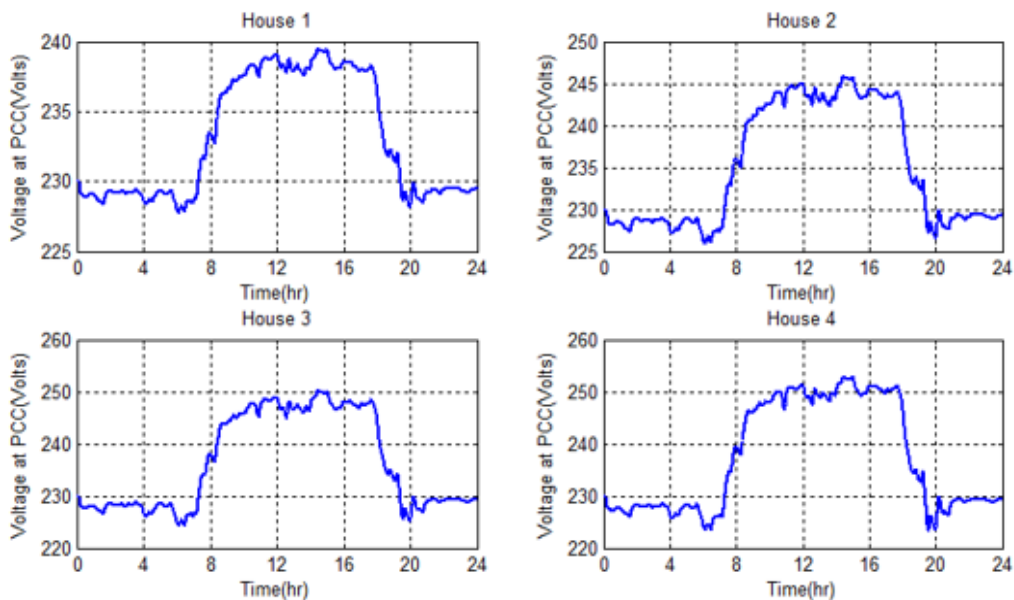 House 1
Voltage at PCC(Volts)
240
235
230
225
0 4 8 12 16 20 24
Time(hr)
House 2
Voltage at PCC(Volts)
250
245
240
235
230
225
0 4 8 12 16 20 24
Time(hr)
House 3
Voltage at PCC(Volts)
260
250
240
230
220
0 4 8 12 16 20 24
Time(hr)
House 4
Voltage at PCC(Volts)
260
250
240
230
220
0 4 8 12 16 20 24
Time(hr)